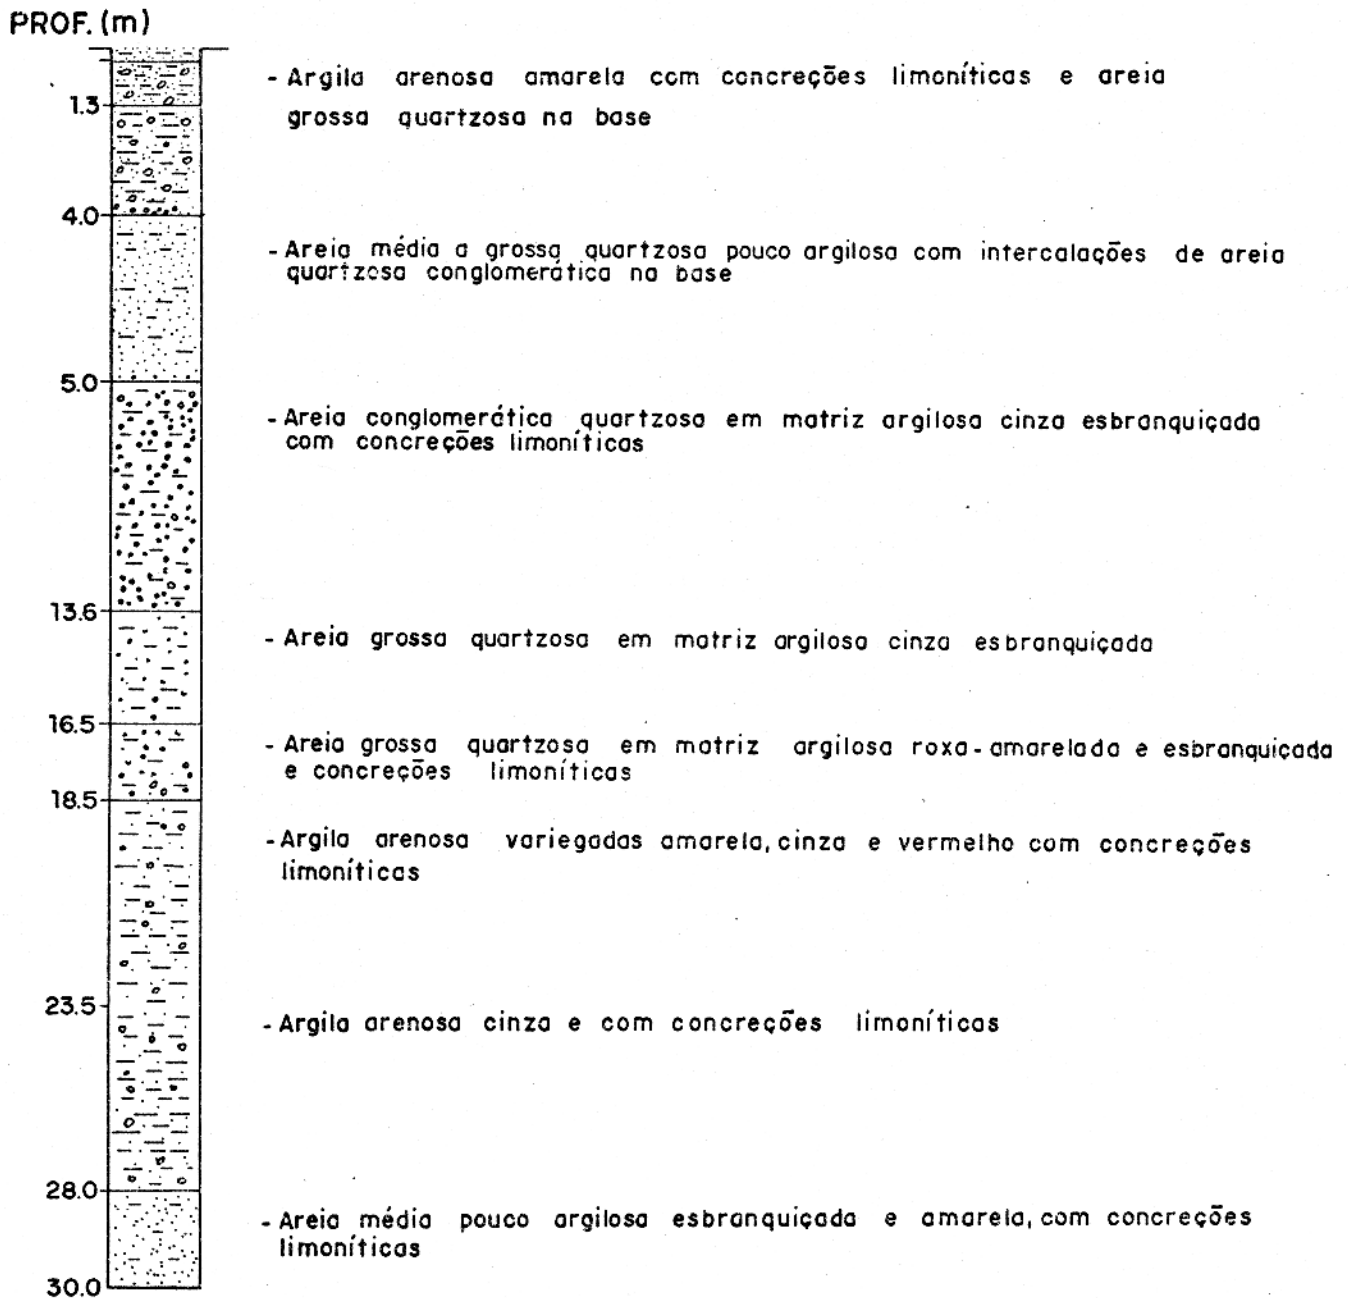 PROF. (m)
- Argila arenosa amarela com concreções limoníticas e areia
1.3
grossa quartzosa na base
4.0
- Areia média a grossa quartzosa pouco argilosa com intercalações de areia
quartzosa conglomerática na base
5.0
- Areia conglomerática quartzosa em matriz argilosa cinza esbranquiçada
com concreções limoníticas
13.6
- Areia grossa quartzosa em matriz argilosa cinza esbranquiçada
16.5
- Areia grossa quartzosa em matriz argilosa roxa-amarelada e esbranquiçada
e concreções limoníticas
18.5
- Argila arenosa variegadas amarela, cinza e vermelho com concreções
limoníticas
23.5
- Argila arenosa cinza e com concreções limoníticas
28.0
- Areia média pouco argilosa esbranquiçada e amarela, com concreções
limoníticas
30.0